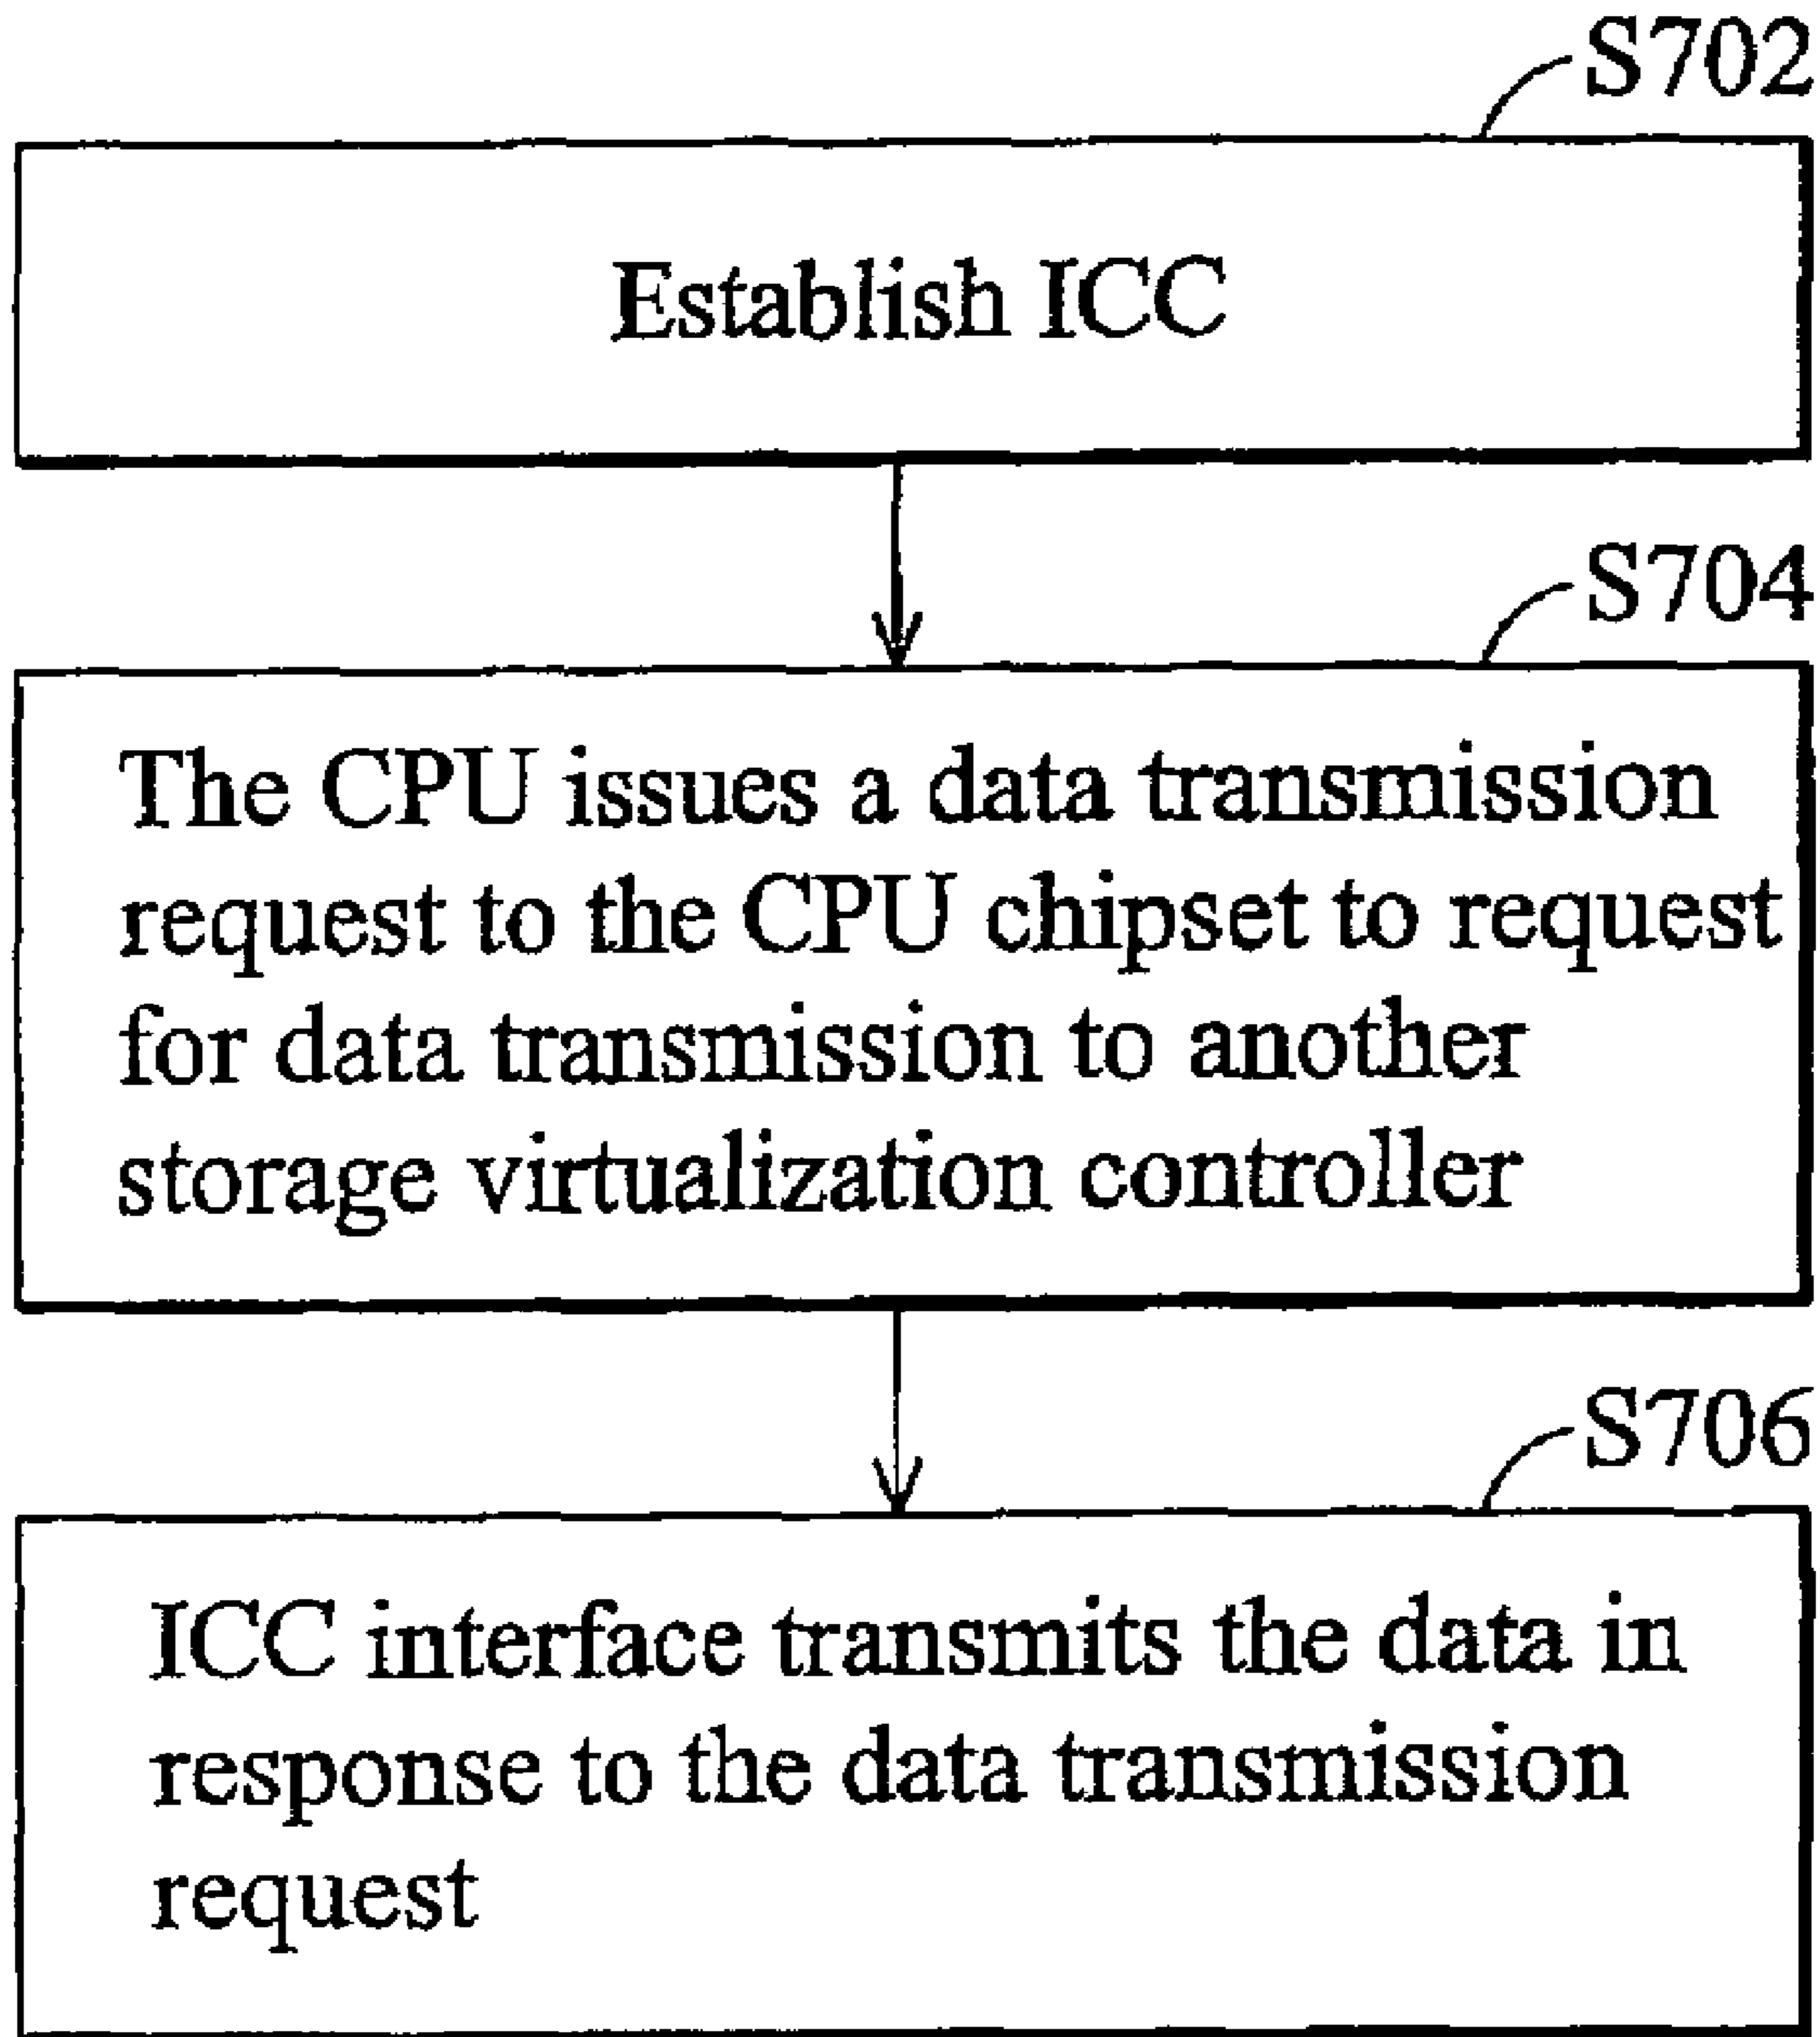 S702
Establish ICC
S704
The CPU issues a data transmission
request to the CPU chipset to request
for data transmission to another
storage virtualization controller
S706
ICC interface transmits the data in
response to the data transmission
request